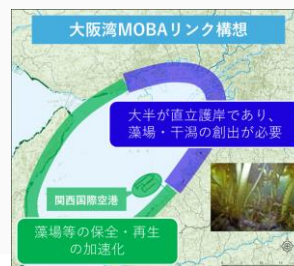 大阪湾MOBAリンク構想
大半が直立護岸であり、
藻場・干潟の創出が必要
関西国際空港
藻場等の保全・再生
の加速化